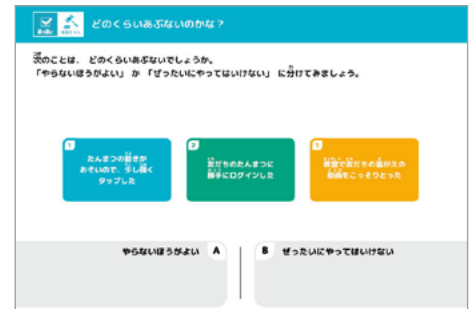 どのくらいあぶないのかな？
次のことは、 どのくらいあぶないでしょうか。
「やらないほうがよい」 か 「ぜったいにやってはいけない」 に分けてみましょう。
1
たんまつの動きが
おそいので、少し強く
タップした
2
友だちのたんまつに
勝手にログインした
3
教室で友だちの着がえの
動画をこっそりとった
やらないほうがよい A
B ぜったいにやってはいけない